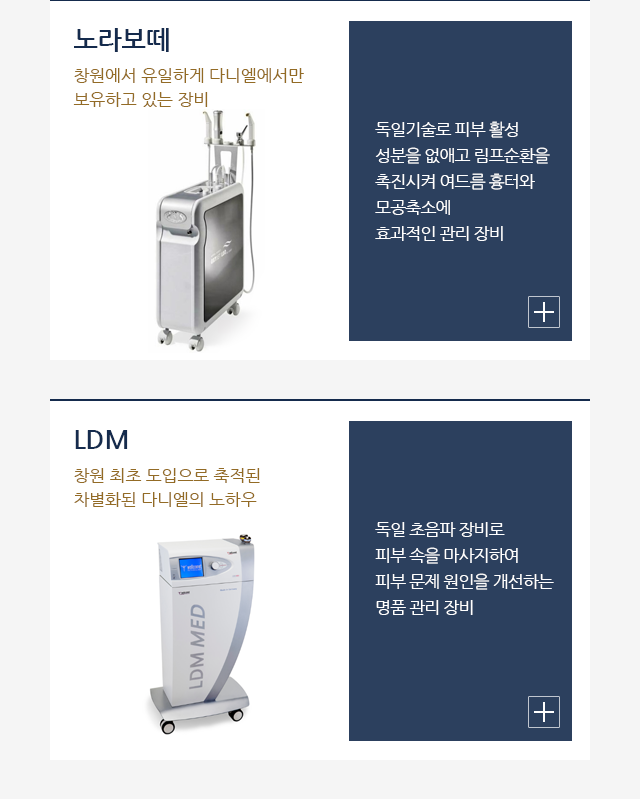 노라보떼
창원에서 유일하게 다니엘에서만
보유하고 있는 장비
독일기술로 피부 활성
성분을 없애고 림프순환을
촉진시켜 여드름 흉터와
모공축소에
효과적인 관리 장비
LDM
창원 최초 도입으로 축적된
차별화된 다니엘의 노하우
LDM MED
독일 초음파 장비로
피부 속을 마사지하여
피부 문제 원인을 개선하는
명품 관리 장비